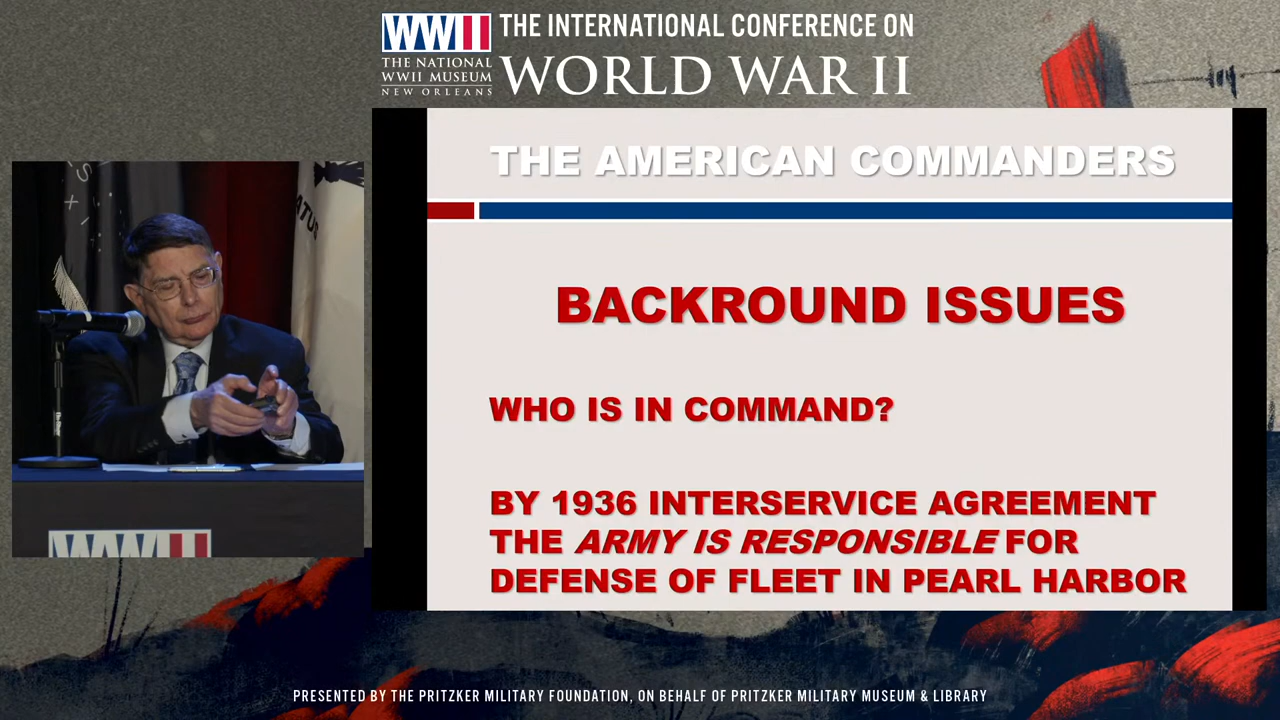 WWII
THE NATIONAL
WWII MUSEUM
NEW ORLEANS
THE INTERNATIONAL CONFERENCE ON
WORLD WAR II
THE AMERICAN COMMANDERS
BACKROUND ISSUES
WHO IS IN COMMAND?
BY 1936 INTERSERVICE AGREEMENT
THE ARMY IS RESPONSIBLE FOR
DEFENSE OF FLEET IN PEARL HARBOR
WWII
PRESENTED BY THE PRITZKER MILITARY FOUNDATION, ON BEHALF OF PRITZKER MILITARY MUSEUM & LIBRARY